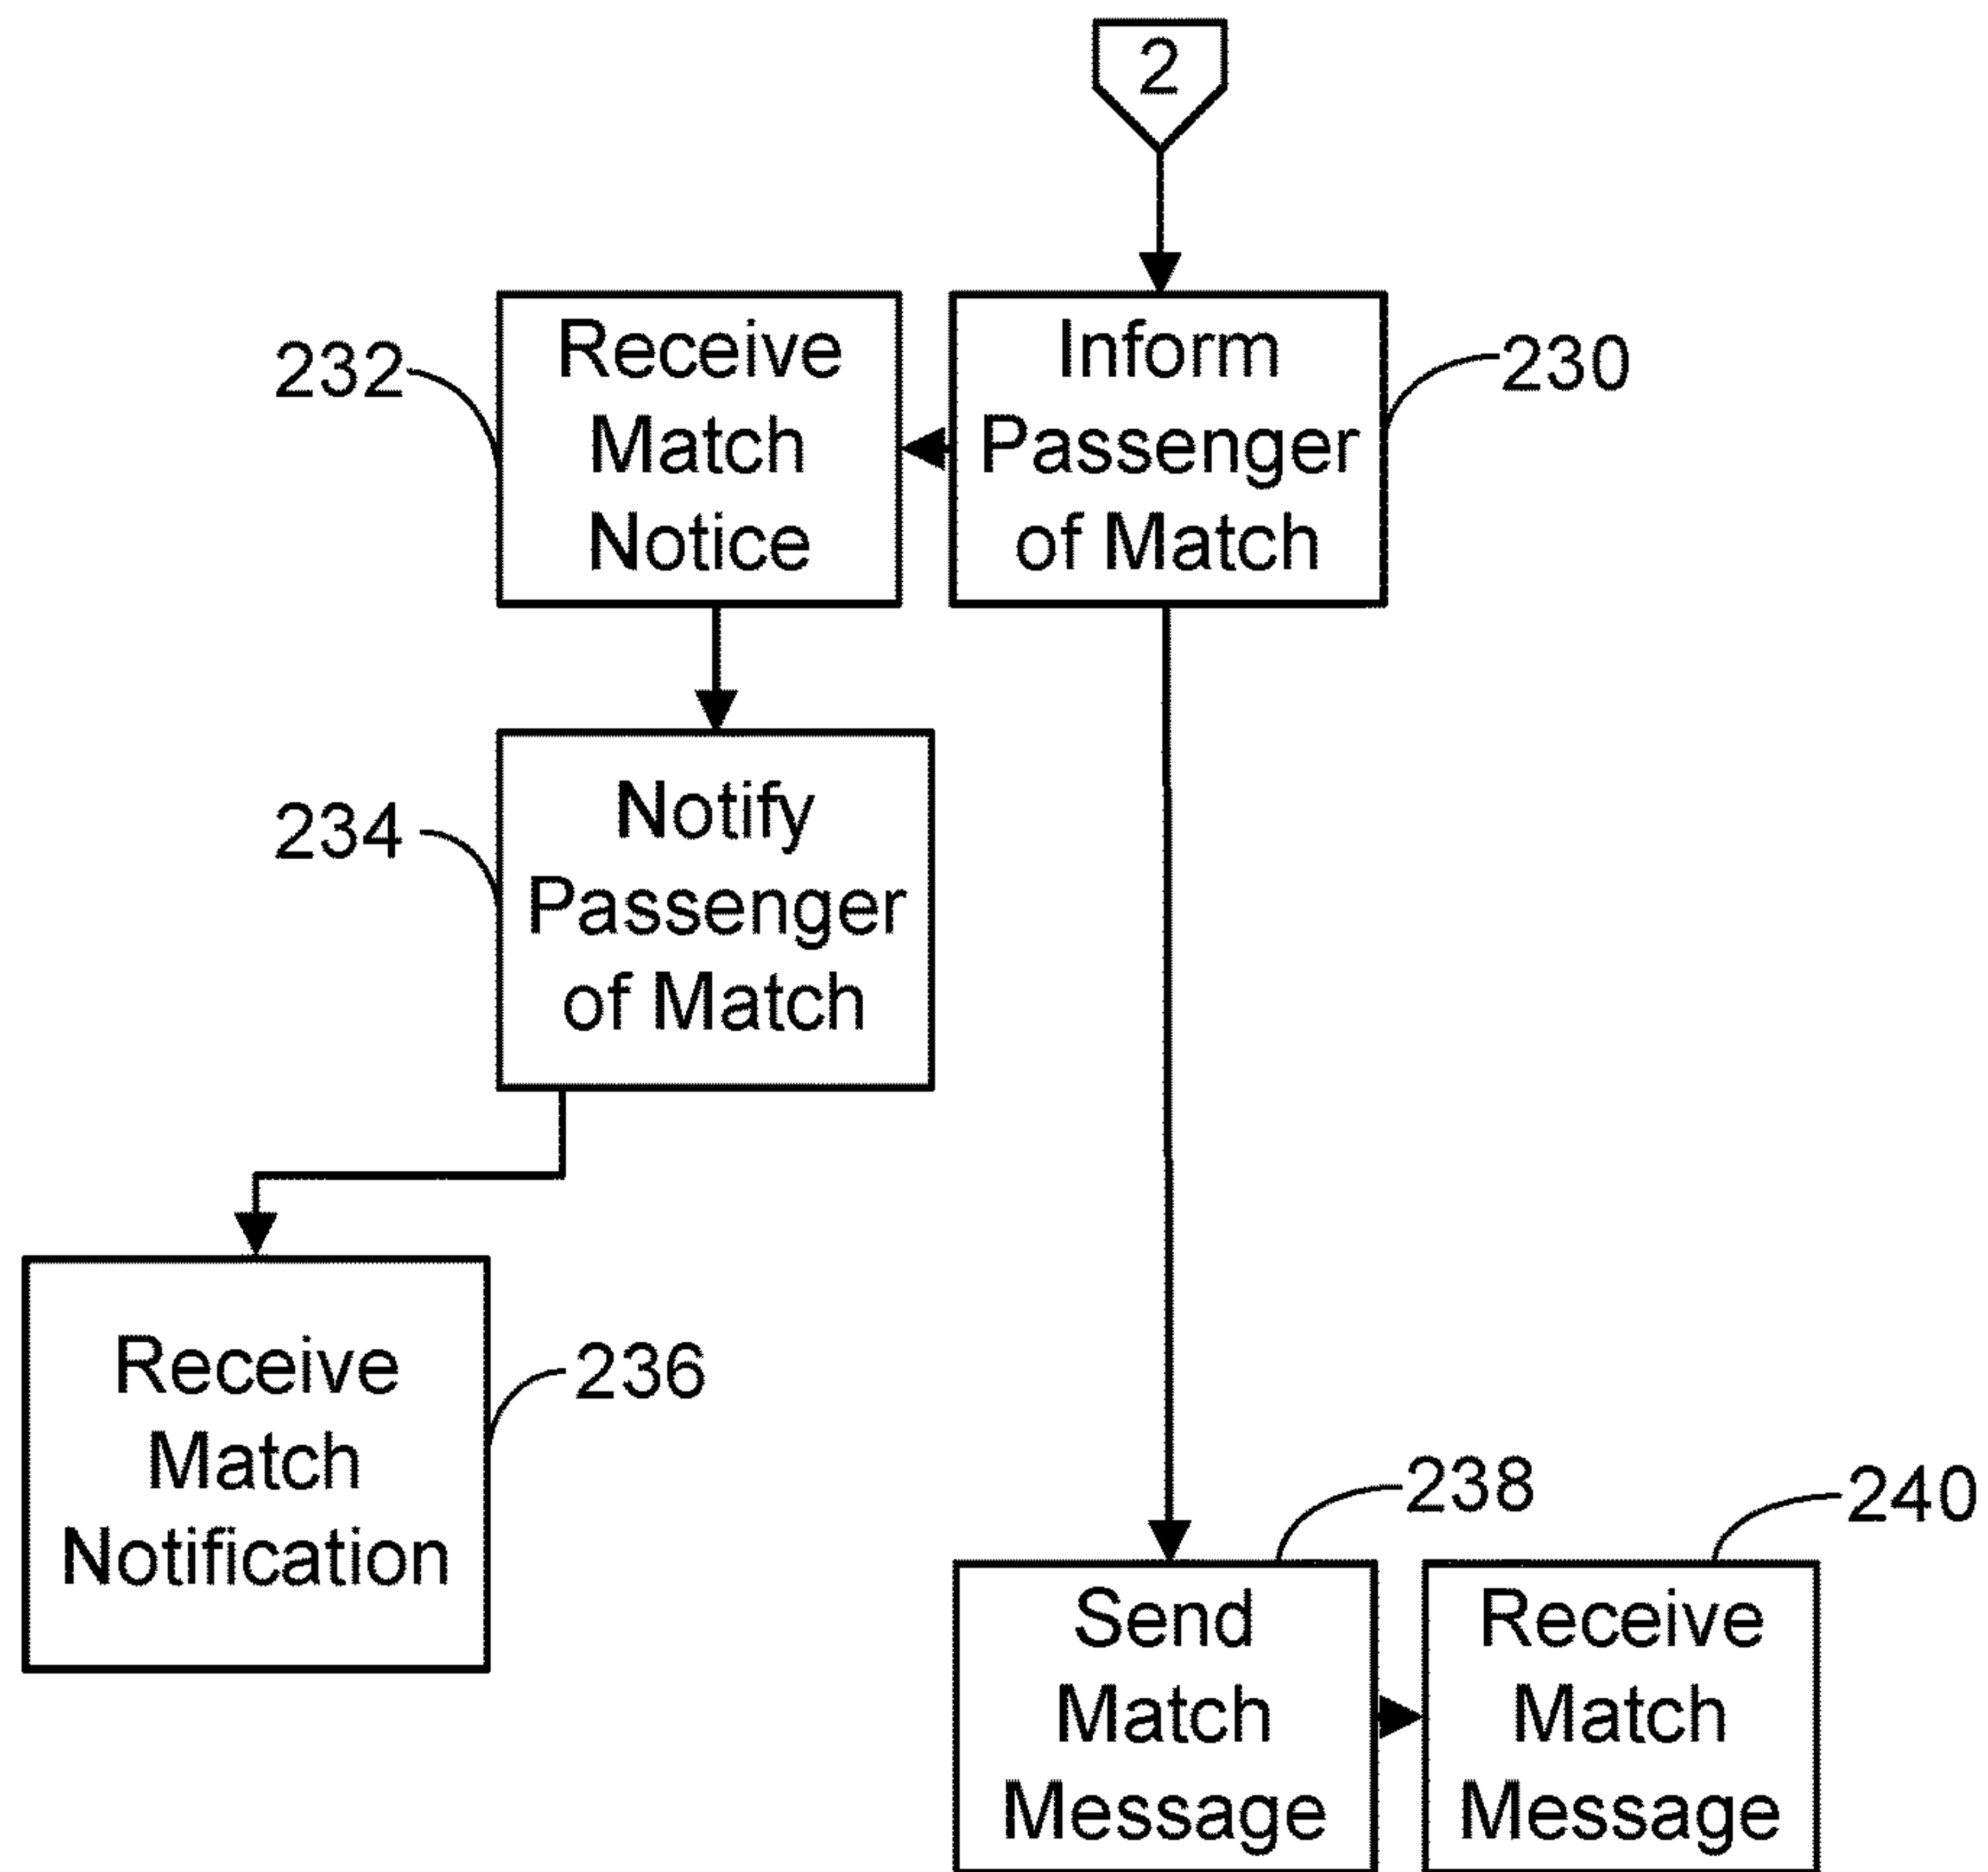 2
232
Receive
Match
Notice
Inform
Passenger
of Match
230
234
Notify
Passenger
of Match
Receive
Match
Notification
236
238
240
Send
Match
Message
Receive
Match
Message